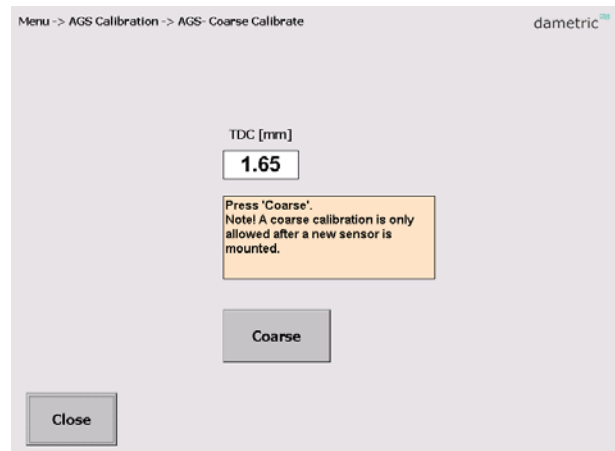 Menu -> AGS Calibration -> AGS- Coarse Calibrate
dametric
TDC [mm]
1.65
Press 'Coarse'.
Note! A coarse calibration is only
allowed after a new sensor is
mounted.
Coarse
Close